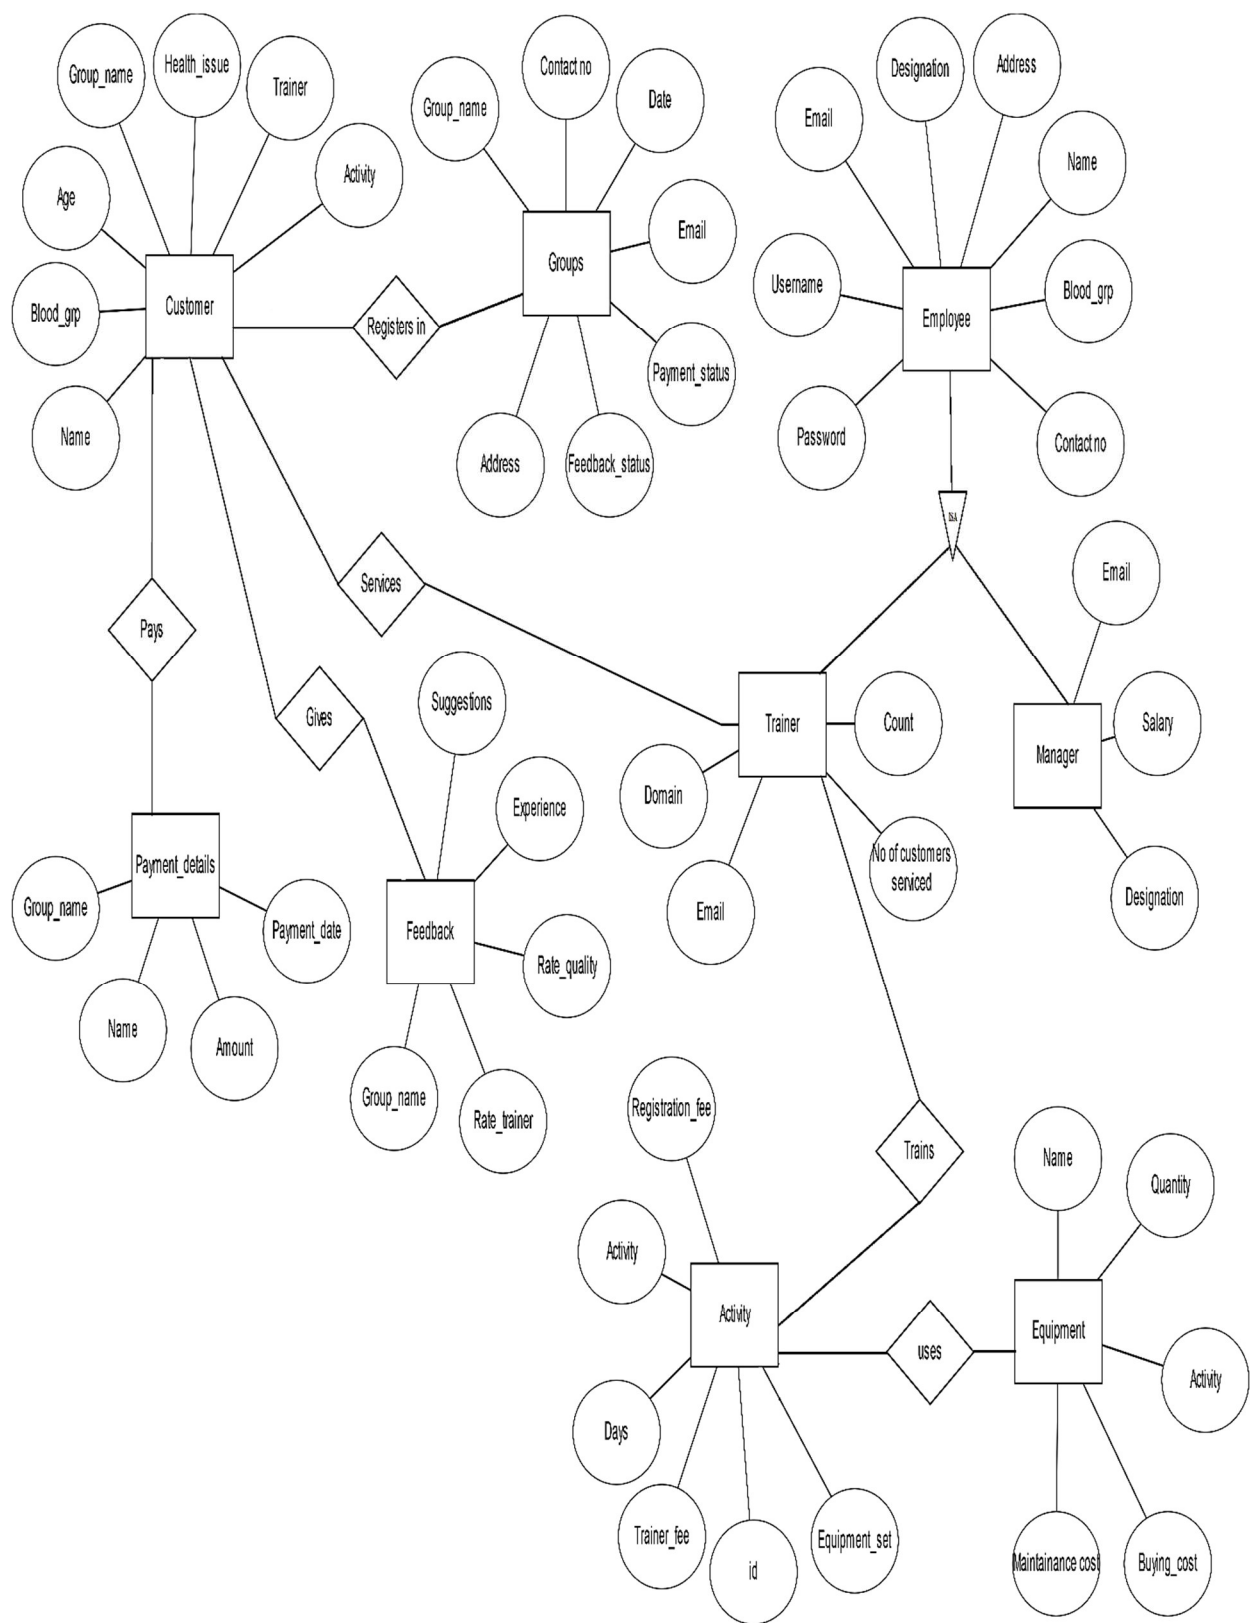 Health_issue
Group_name
Trainer
Activity
Age
Blood_grp
Name
Customer
Registers in
Contact no
Group_name
Date
Email
Groups
Payment_status
Address
Feedback_status
Designation
Address
Email
Name
Username
Blood_grp
Employee
Password
Contact no
Services
Pays
Gives
Suggestions
Experience
Payment_details
Group_name
Payment_date
Name
Amount
Feedback
Rate_quality
Group_name
Rate_trainer
Trainer
Count
Domain
Email
No of customers
serviced
Email
Salary
Manager
Designation
Trains
Registration_fee
Activity
Activity
Days
Trainer_fee
id
Equipment_set
uses
Name
Quantity
Equipment
Activity
Maintainance cost
Buying_cost